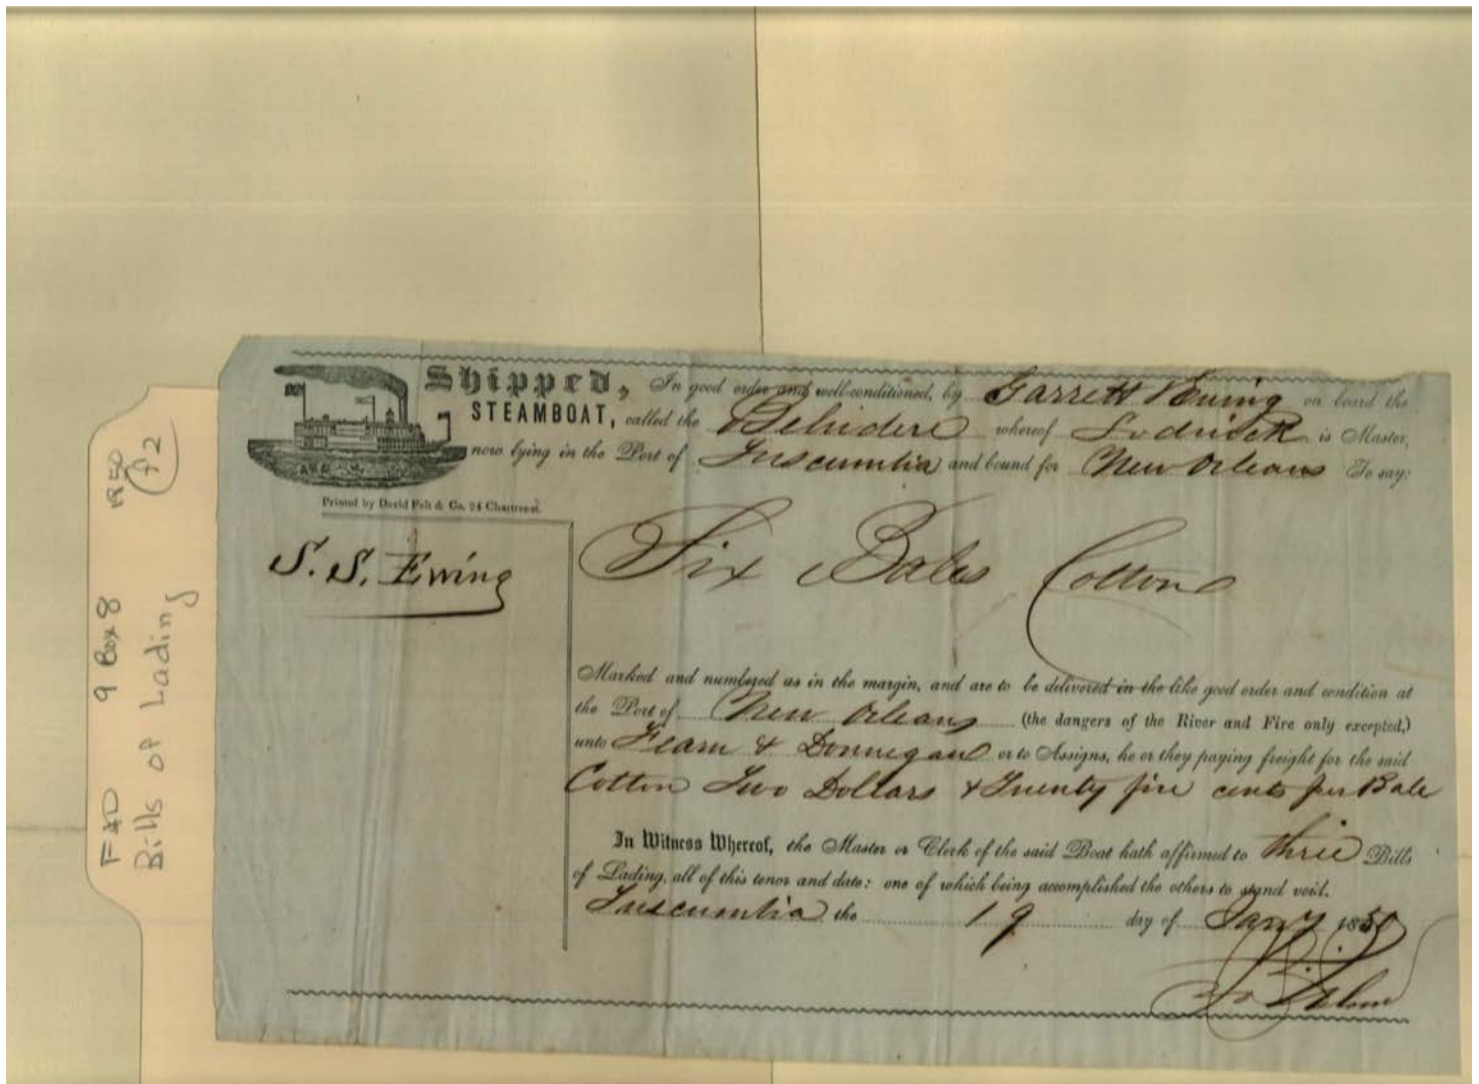 Shipped, In good order and well-conditioned, by Garrett & Ewing on board the
STEAMBOAT, called the Belvidere whereof is Master,
now lying in the Port of Tuscumbia and bound for New Orleans To say:
Printed by David Felt & Co. 24 Chartres st.
S. S. Ewing
Six Bales Cotton
Marked and numbered as in the margin, and are to be delivered in the like good order and condition at
the Port of New Orleans (the dangers of the River and Fire only excepted,)
unto Fearn & Donnegan or to Assigns, he or they paying freight for the said
Cotton Two Dollars & Twenty five cents per Bale
In Witness Whereof, the Master or Clerk of the said Boat hath affirmed to three Bills
of Lading, all of this tenor and date: one of which being accomplished the others to stand void.
Tuscumbia the 19 day of Jany 1850
F&D 9 Box 8 1850
f2
Bills of Lading